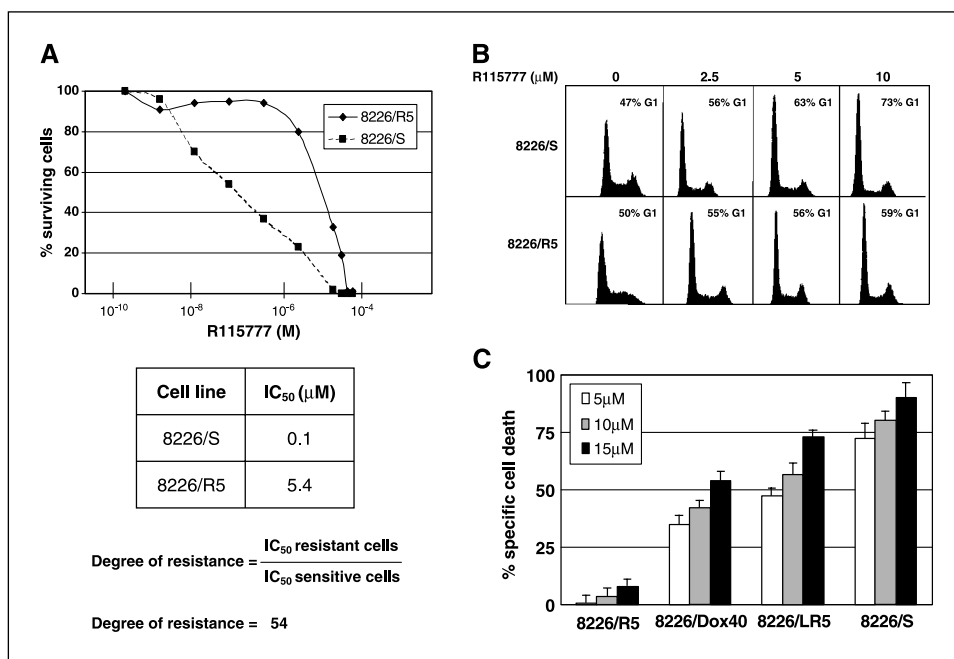 A
% surviving cells
100
80
60
40
20
0
8226/R5
8226/S
10⁻¹⁰
10⁻⁸
10⁻⁶
10⁻⁴
R115777 (M)
Cell line IC₅₀ (μM)
8226/S 0.1
8226/R5 5.4
Degree of resistance = IC₅₀ resistant cells
IC₅₀ sensitive cells
Degree of resistance = 54
B
R115777 (μM) 0 2.5 5 10
8226/S
47% G1 56% G1 63% G1 73% G1
8226/R5
50% G1 55% G1 56% G1 59% G1
C
% specific cell death
100
75
50
25
0
5μM
10μM
15μM
8226/R5 8226/Dox40 8226/LR5 8226/S